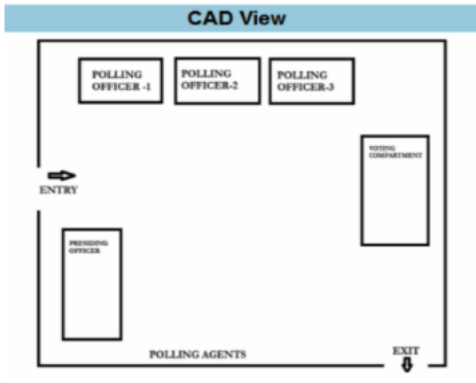 CAD View
POLLING
OFFICER -1
POLLING
OFFICER-2
POLLING
OFFICER-3
VOTING
COMPARTMENT
ENTRY
PRESIDING
OFFICER
POLLING AGENTS
EXIT